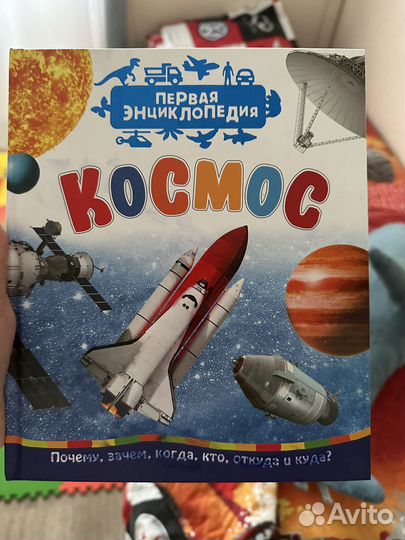 ПЕРВАЯ
ЭНЦИКЛОПЕДИЯ
КОСМОС
Почему, зачем, когда, кто, откуда и куда?
Avito